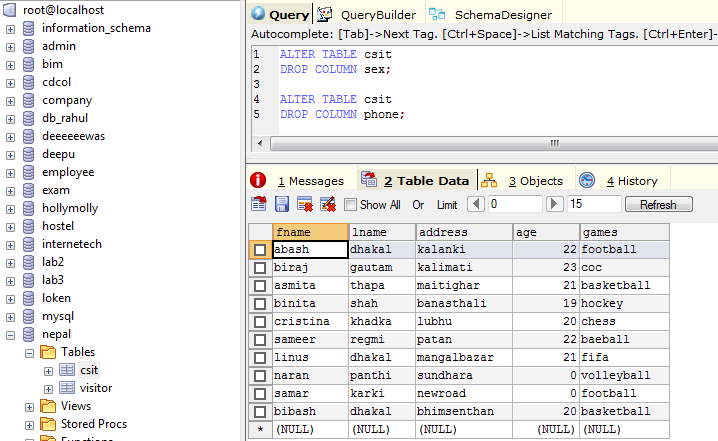 root@localhost
information_schema
admin
bim
cdcol
company
db_rahul
deeeeeewas
deepu
employee
exam
hollymolly
hostel
internetech
lab2
lab3
loken
mysql
nepal
Tables
csit
visitor
Views
Stored Procs
Query QueryBuilder SchemaDesigner
Autocomplete: [Tab]->Next Tag. [Ctrl+Space]->List Matching Tags. [Ctrl+Enter]-
1 ALTER TABLE csit
2 DROP COLUMN sex;
3
4 ALTER TABLE csit
5 DROP COLUMN phone;
1 Messages 2 Table Data 3 Objects 4 History
Show All Or Limit 0 15 Refresh
fname lname address age games
abash dhakal kalanki 22 football
biraj gautam kalimati 23 coc
asmita thapa maitighar 21 basketball
binita shah banasthali 19 hockey
cristina khadka lubhu 20 chess
sameer regmi patan 22 baeball
linus dhakal mangalbazar 21 fifa
naran panthi sundhara 0 volleyball
samar karki newroad 0 football
bibash dhakal bhimsenthan 20 basketball
* (NULL) (NULL) (NULL) (NULL) (NULL)